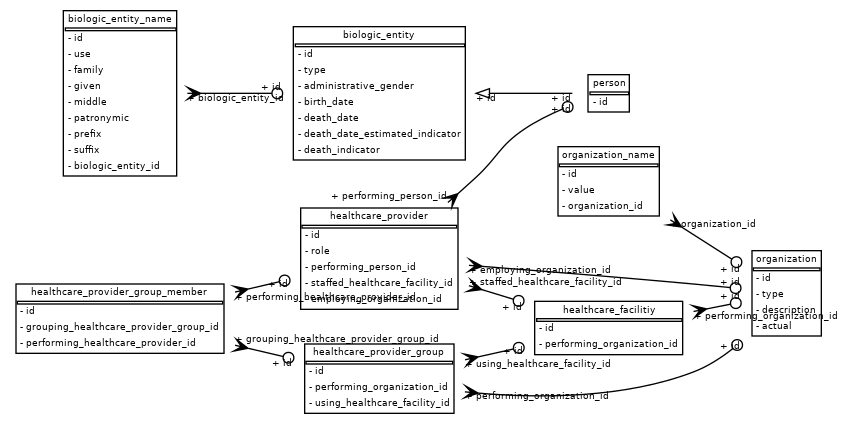 biologic_entity_name
- id
- use
- family
- given
- middle
- patronymic
- prefix
- suffix
- biologic_entity_id
+ id
+ biologic_entity_id
biologic_entity
- id
- type
- administrative_gender
- birth_date
- death_date
- death_date_estimated_indicator
- death_indicator
+ id
+ id
+ id
person
- id
organization_name
- id
- value
- organization_id
+ performing_person_id
healthcare_provider
- id
- role
- performing_person_id
- staffed_healthcare_facility_id
- employing_organization_id
organization_id
+ id
+ employing_organization_id
+ id
+ staffed_healthcare_facility_id
+ id
organization
- id
- type
- description
- actual
healthcare_provider_group_member
- id
- grouping_healthcare_provider_group_id
- performing_healthcare_provider_id
+ id
+ performing_healthcare_provider_id
healthcare_facilitiy
- id
- performing_organization_id
+ id
+ performing_organization_id
+ grouping_healthcare_provider_group_id
+ id
healthcare_provider_group
- id
- performing_organization_id
- using_healthcare_facility_id
+ id
+ using_healthcare_facility_id
+ id
+ performing_organization_id